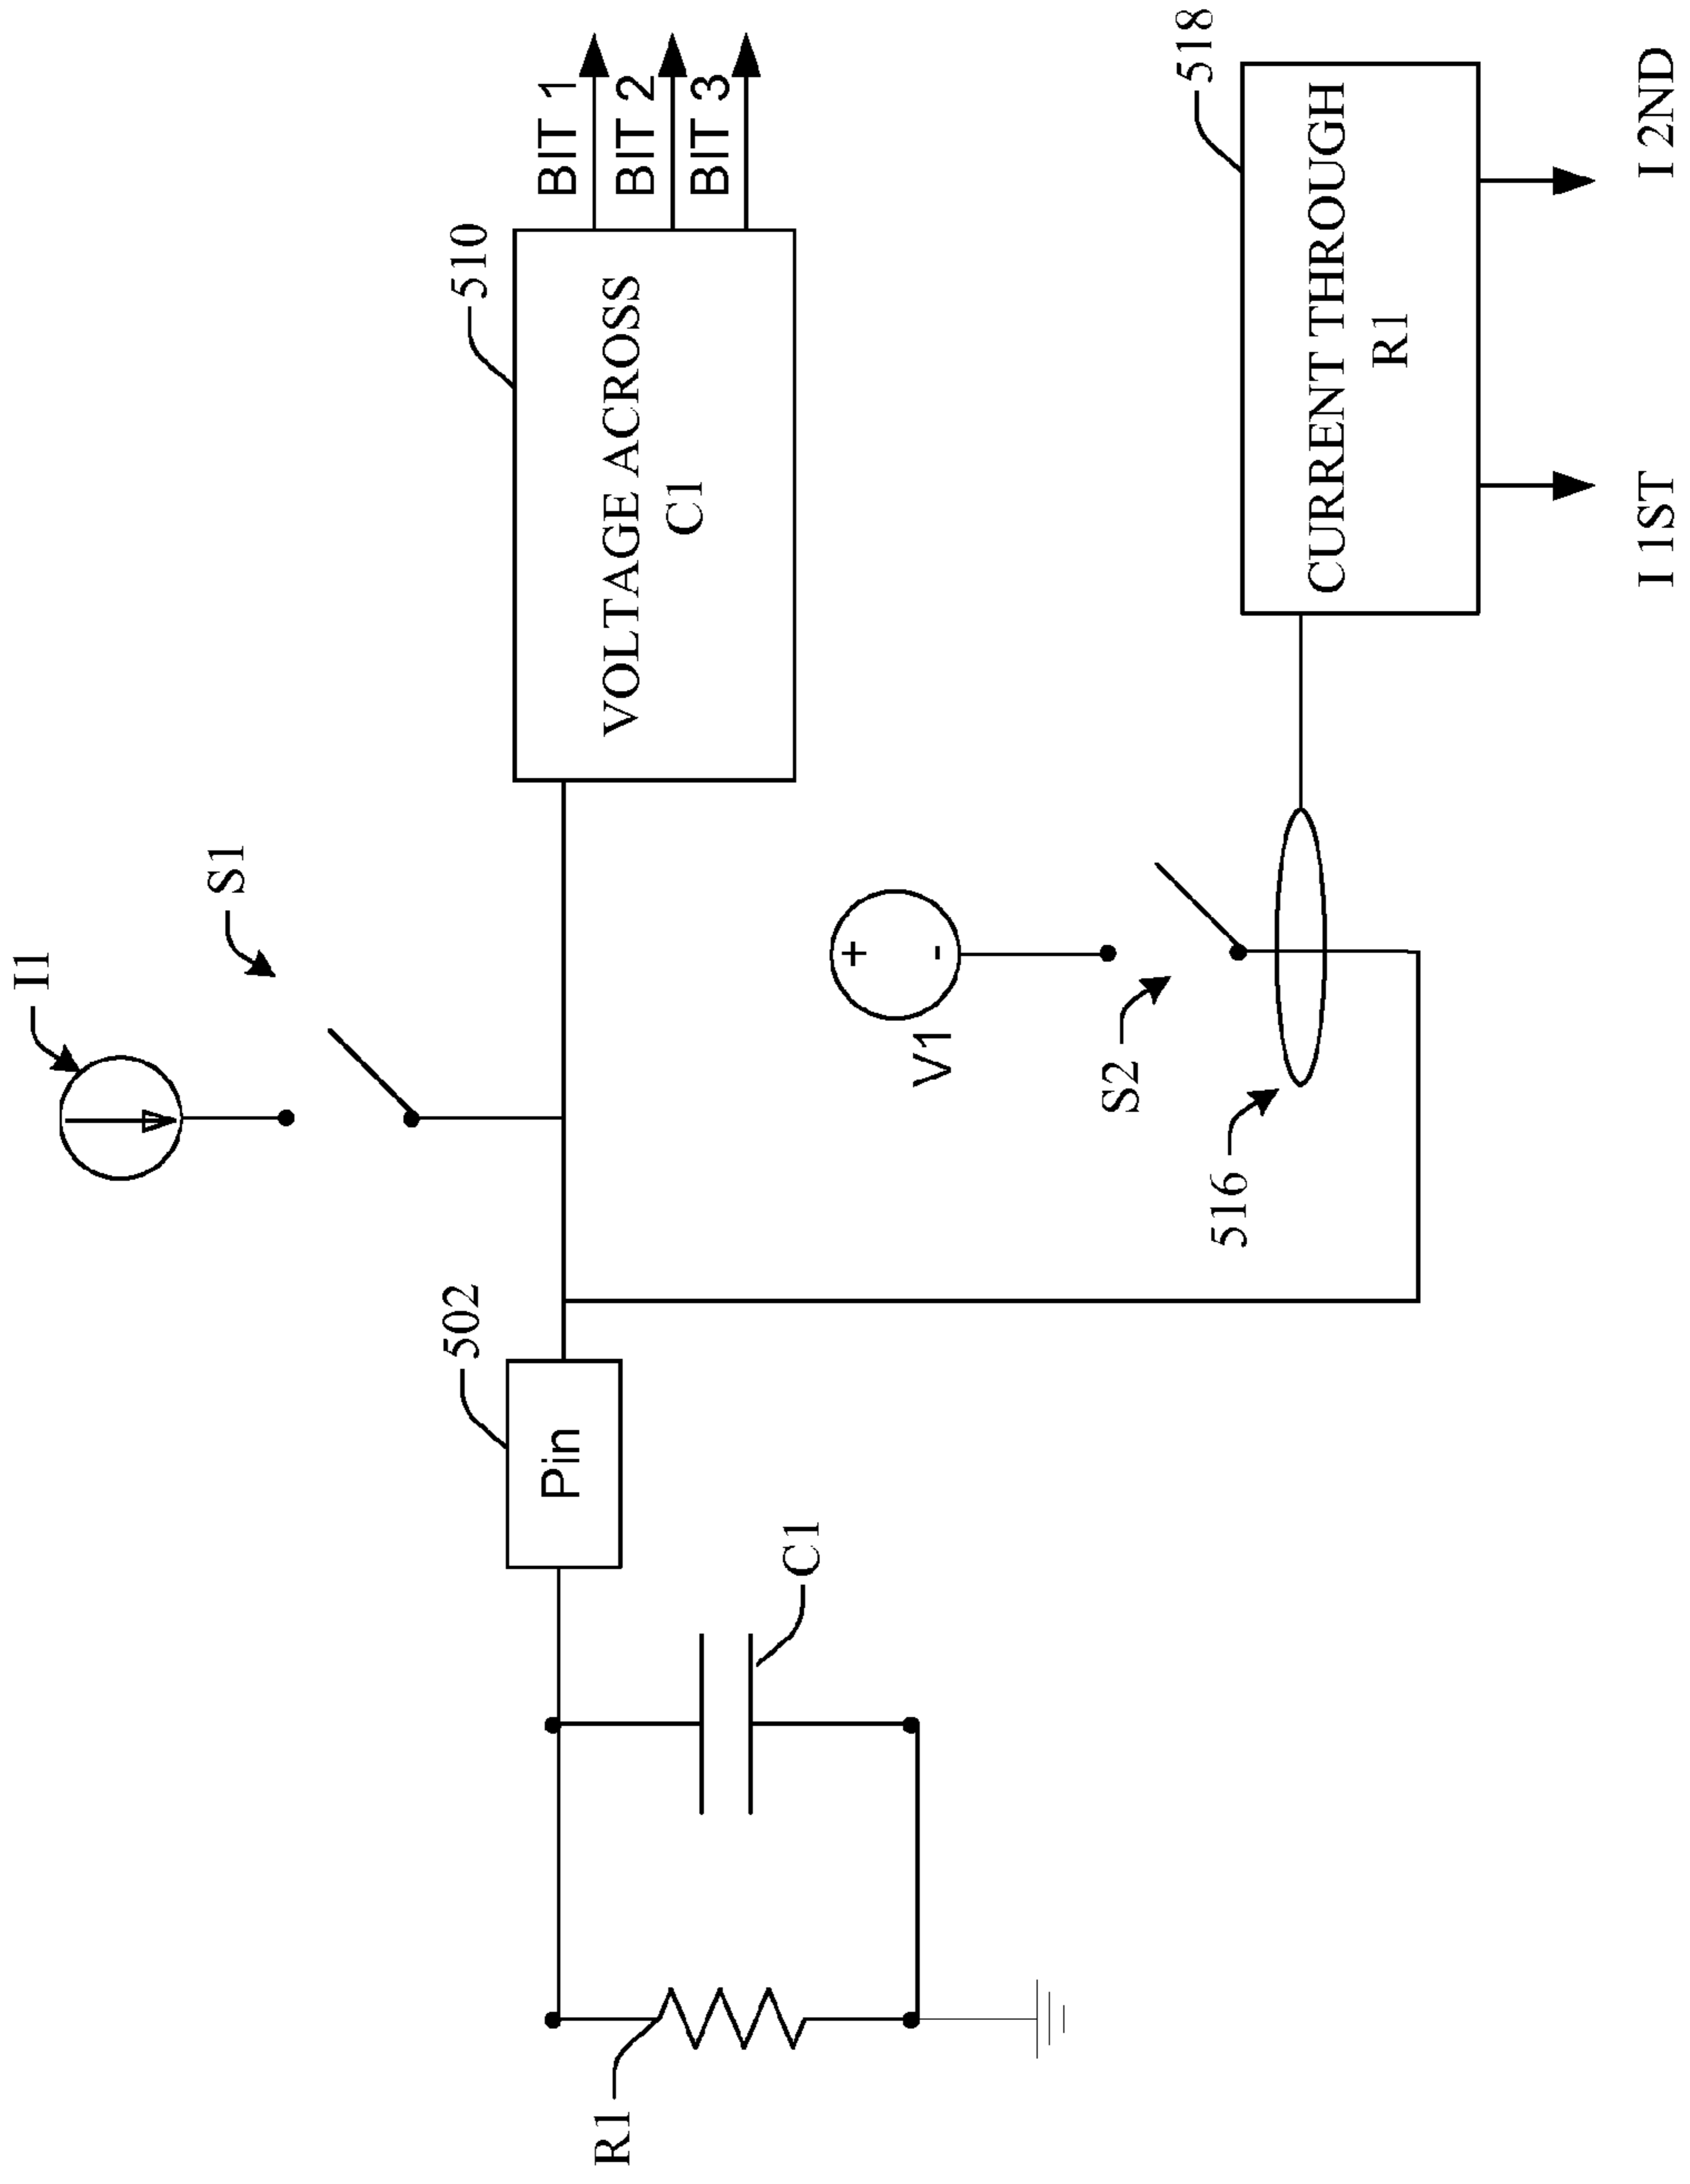 I1
S1
510
BIT 1
BIT 2
BIT 3
502
VOLTAGE ACROSS
C1
Pin
R1
C1
V1
+
-
S2
516
518
CURRENT THROUGH
R1
I 1ST
I 2ND